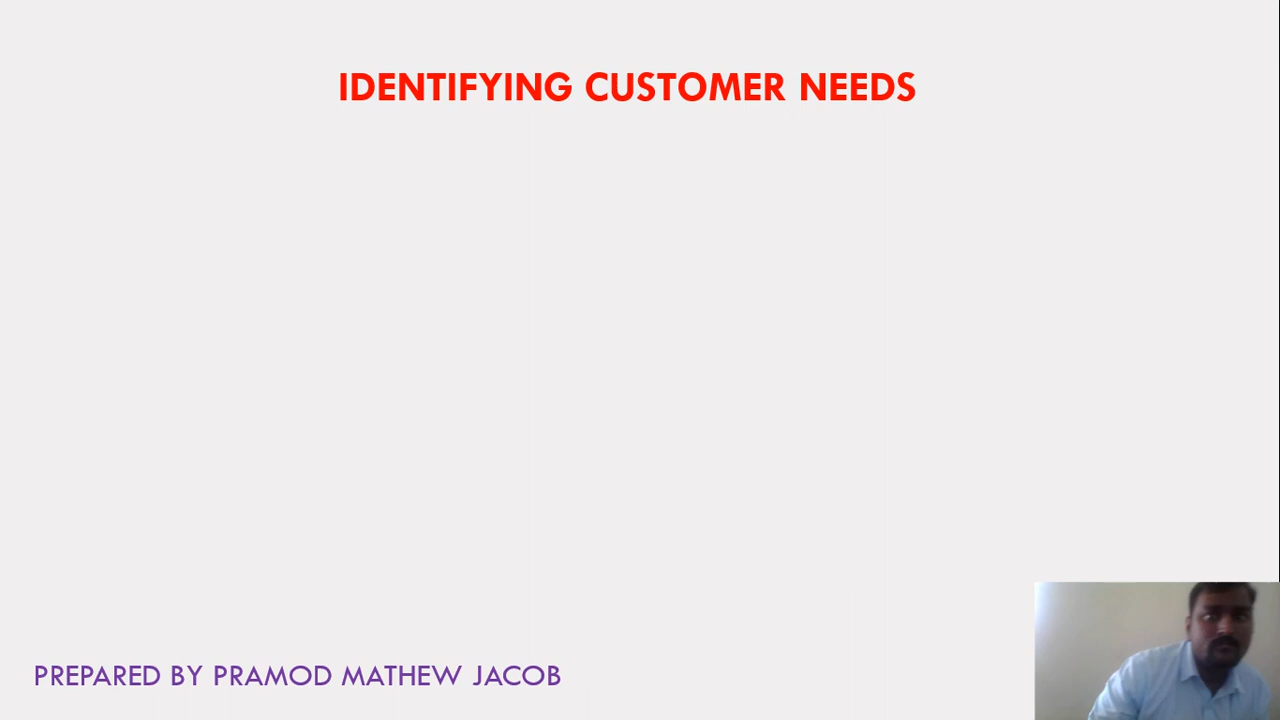 IDENTIFYING CUSTOMER NEEDS
PREPARED BY PRAMOD MATHEW JACOB